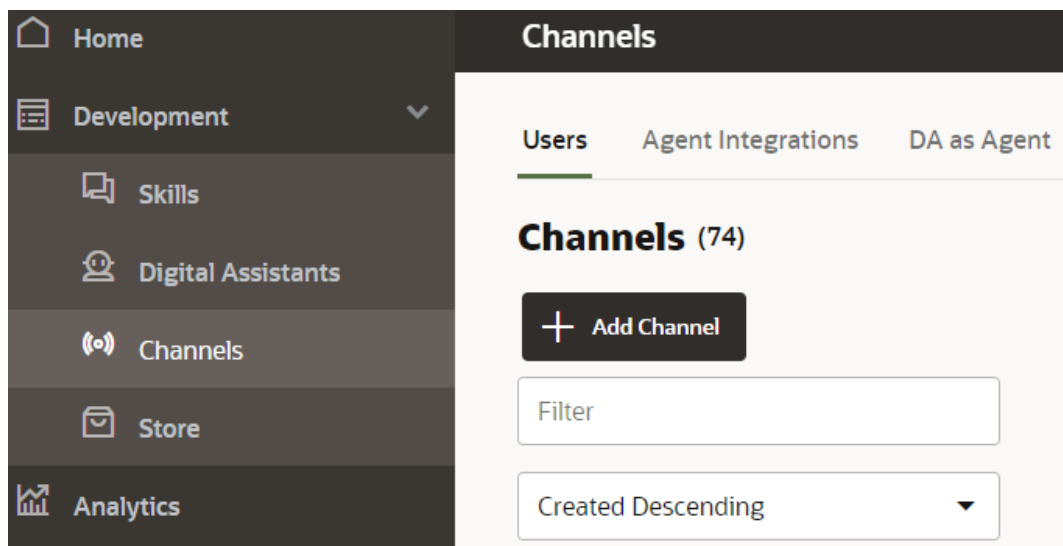 Home
Development
Skills
Digital Assistants
Channels
Store
Analytics
Channels
Users Agent Integrations DA as Agent
Channels (74)
Add Channel
Filter
Created Descending